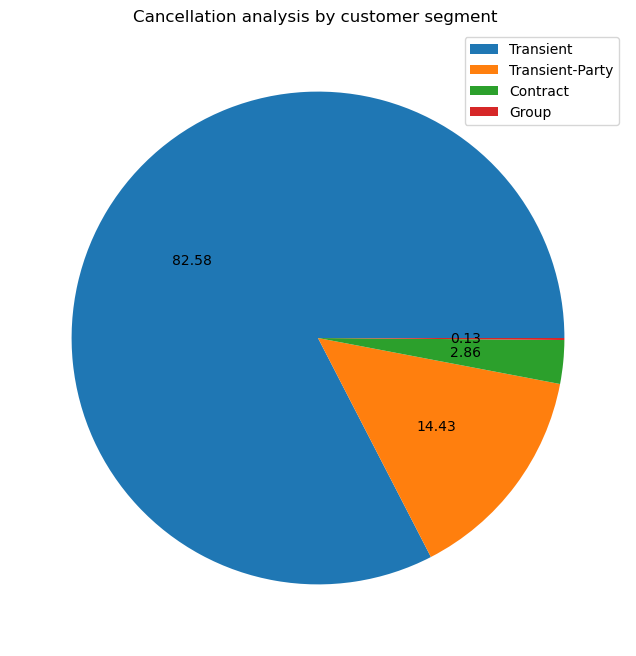 Cancellation analysis by customer segment
Transient
Transient-Party
Contract
Group
82.58
0.13
2.86
14.43